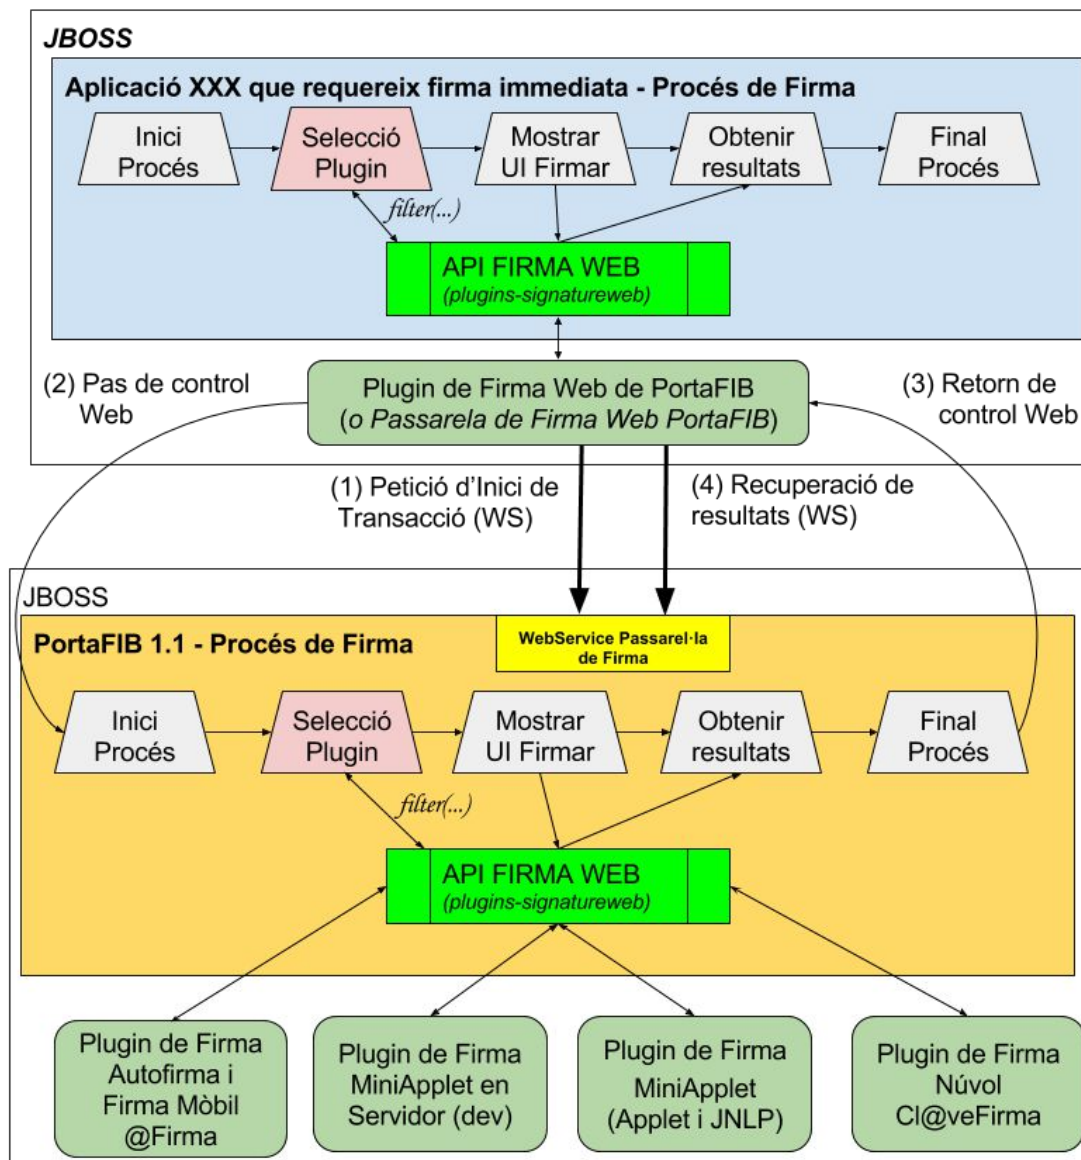 JBOSS
Aplicació XXX que requereix firma immediata - Procés de Firma
Inici
Procés
Selecció
Plugin
Mostrar
UI Firmar
Obtenir
resultats
Final
Procés
filter(...)
API FIRMA WEB
(plugins-signatureweb)
(2) Pas de control
Web
Plugin de Firma Web de PortaFIB
(o Passarela de Firma Web PortaFIB)
(3) Retorn de
control Web
(1) Petició d'Inici de
Transacció (WS)
(4) Recuperació de
resultats (WS)
JBOSS
PortaFIB 1.1 - Procés de Firma
WebService Passarel·la
de Firma
Inici
Procés
Selecció
Plugin
Mostrar
UI Firmar
Obtenir
resultats
Final
Procés
filter(...)
API FIRMA WEB
(plugins-signatureweb)
Plugin de Firma
Autofirma i
Firma Mòbil
@Firma
Plugin de Firma
MiniApplet en
Servidor (dev)
Plugin de Firma
MiniApplet
(Applet i JNLP)
Plugin de Firma
Núvol
Cl@veFirma